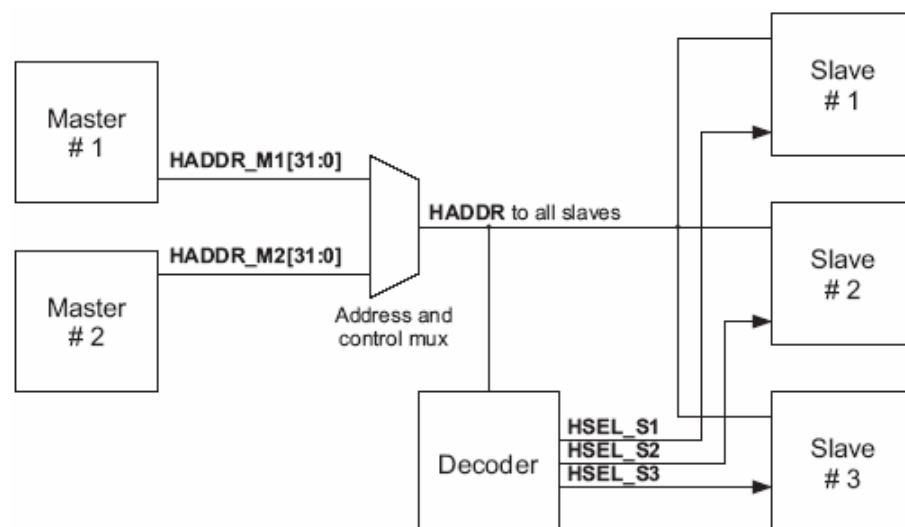 Master
# 1
HADDR_M1[31:0]
Slave
# 1
HADDR to all slaves
Master
# 2
HADDR_M2[31:0]
Address and
control mux
Slave
# 2
Decoder
HSEL_S1
HSEL_S2
HSEL_S3
Slave
# 3